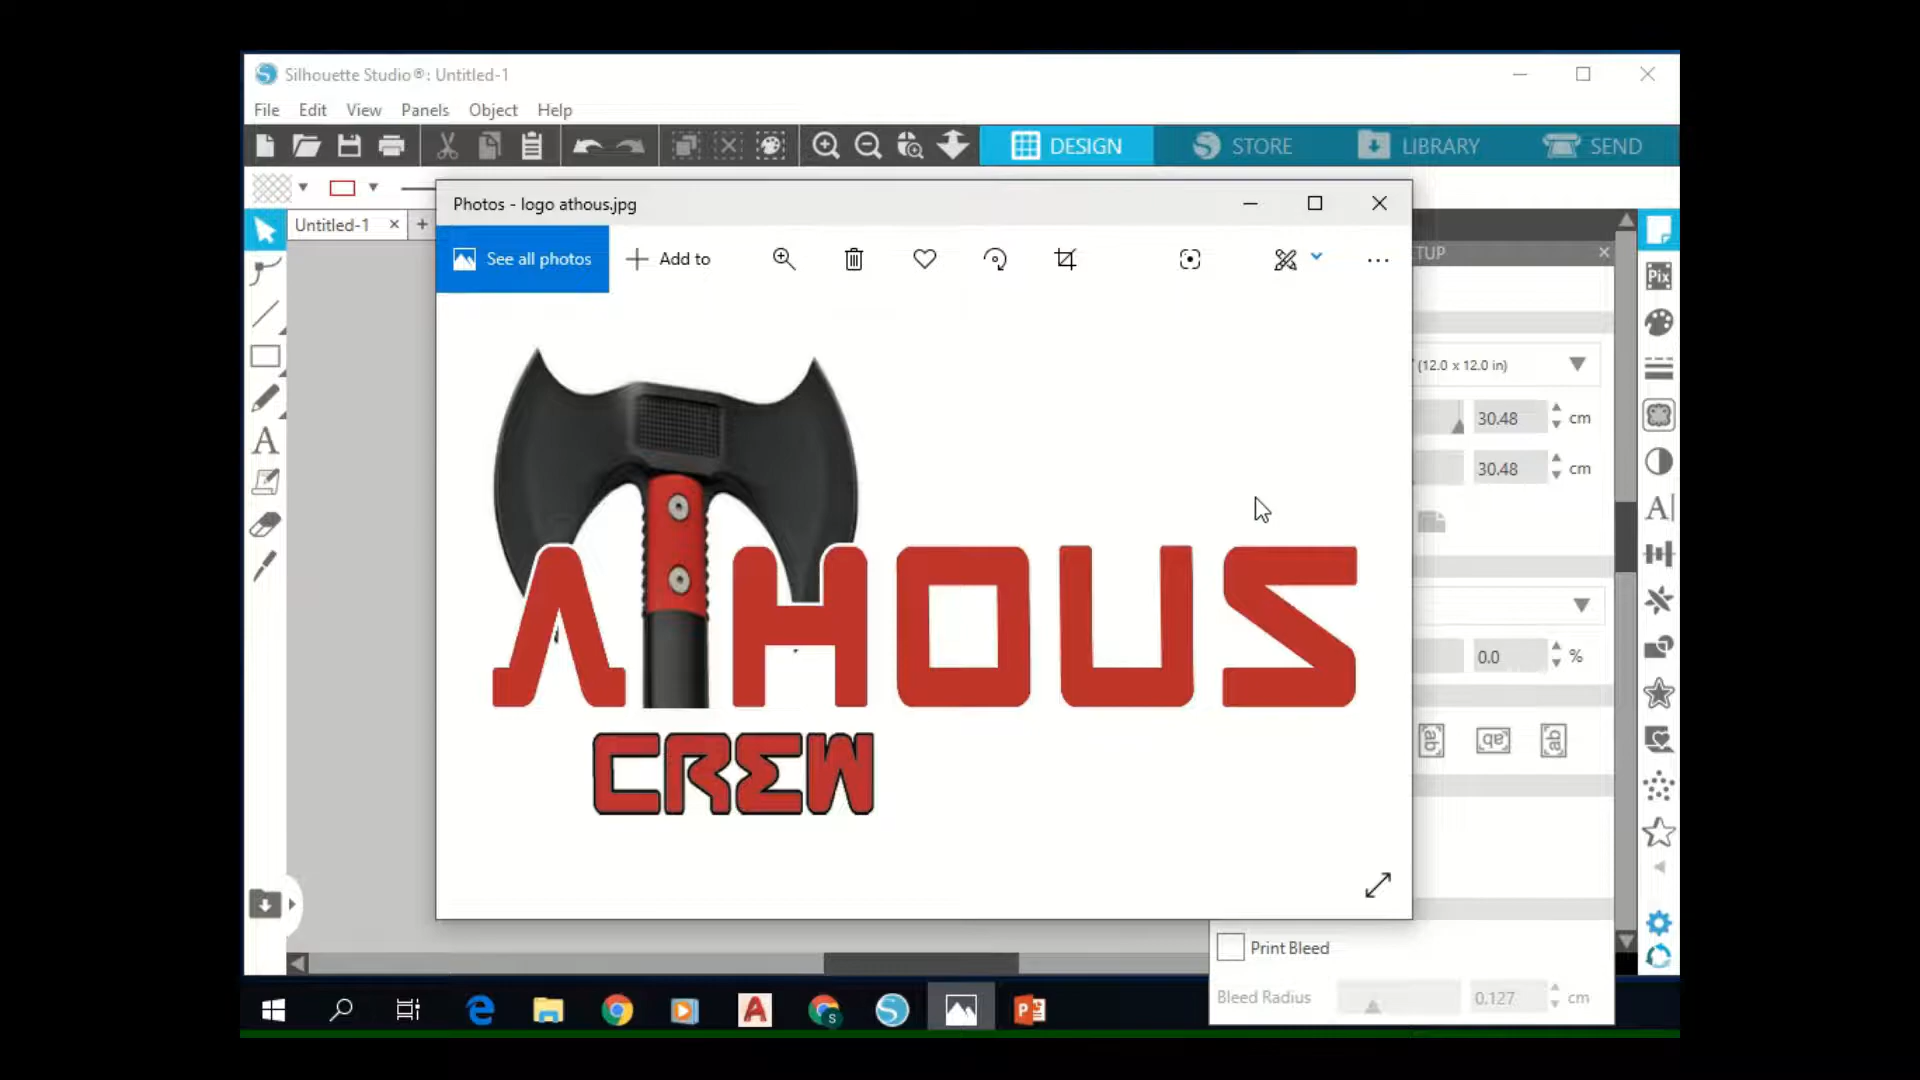 Silhouette Studio®: Untitled-1
File Edit View Panels Object Help
DESIGN STORE LIBRARY SEND
Photos - logo athous.jpg
Untitled-1
See all photos Add to
TUP
(12.0 x 12.0 in)
30.48 cm
30.48 cm
0.0 %
AHOUS
CREW
Print Bleed
Bleed Radius 0.127 cm